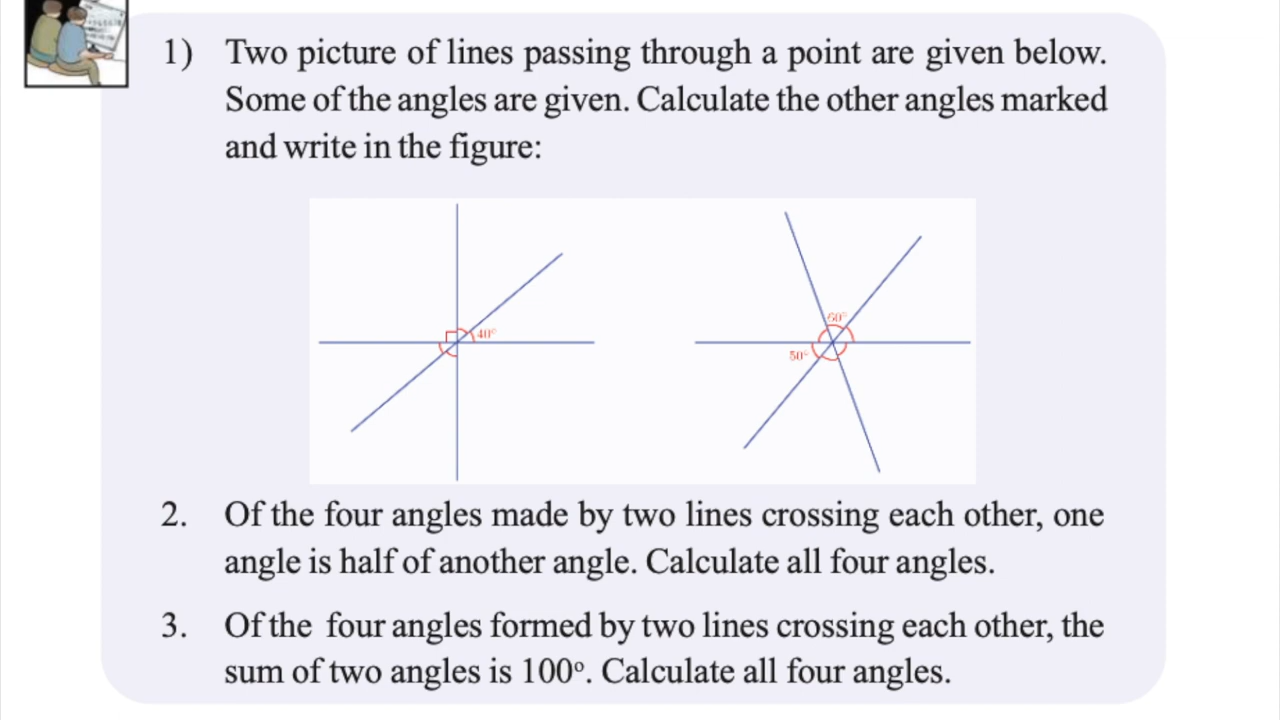 1) Two picture of lines passing through a point are given below.
Some of the angles are given. Calculate the other angles marked
and write in the figure:
40°
60°
50°
2. Of the four angles made by two lines crossing each other, one
angle is half of another angle. Calculate all four angles.
3. Of the four angles formed by two lines crossing each other, the
sum of two angles is 100°. Calculate all four angles.